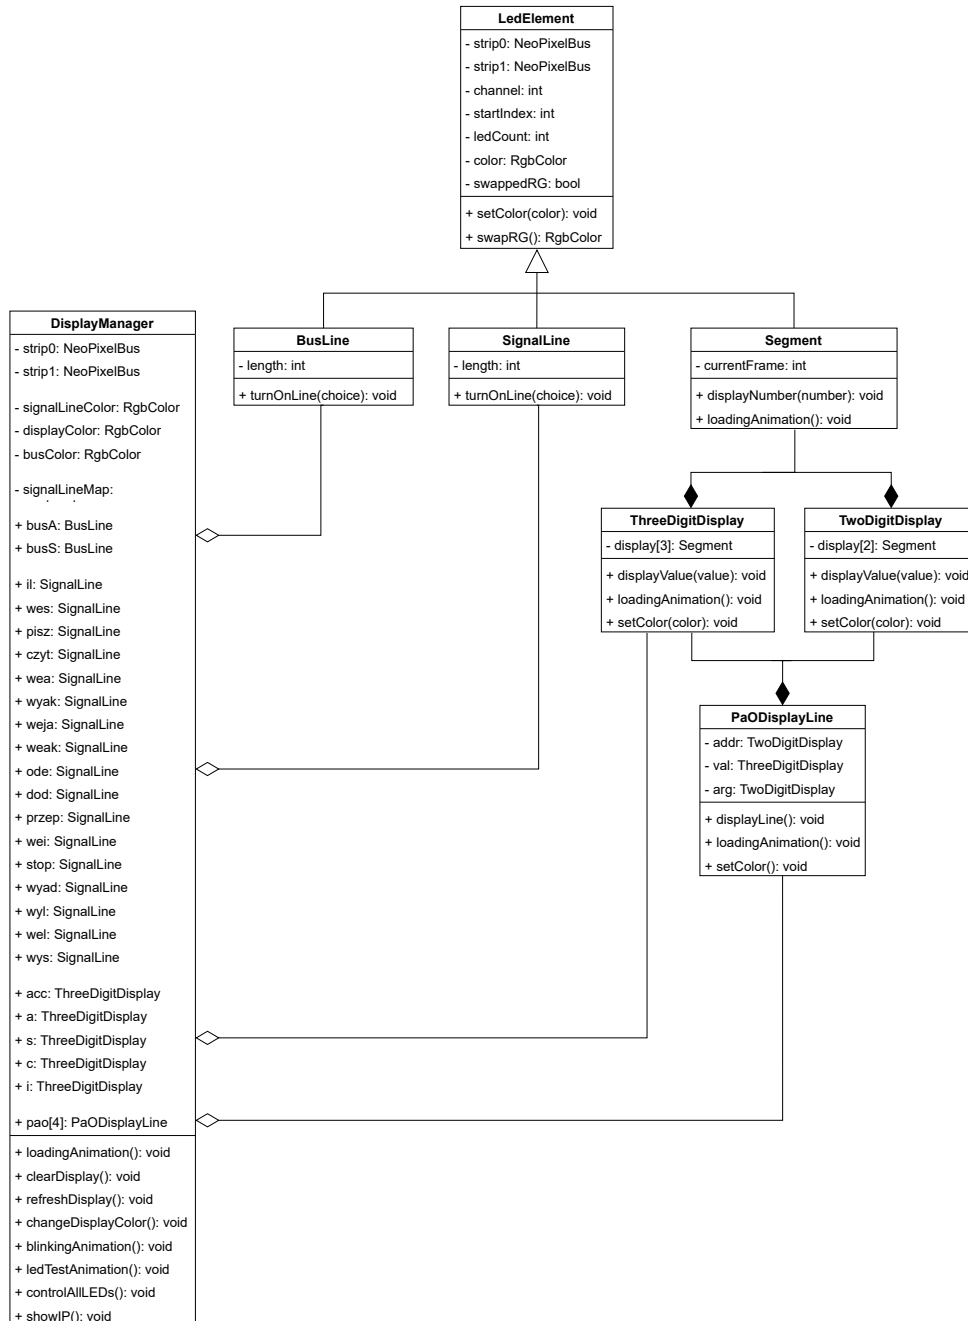 LedElement
- strip0: NeoPixelBus
- strip1: NeoPixelBus
- channel: int
- startIndex: int
- ledCount: int
- color: RgbColor
- swappedRG: bool
+ setColor(color): void
+ swapRG(): RgbColor
DisplayManager
- strip0: NeoPixelBus
- strip1: NeoPixelBus
- signalLineColor: RgbColor
- displayColor: RgbColor
- busColor: RgbColor
- signalLineMap:
+ busA: BusLine
+ busS: BusLine
+ il: SignalLine
+ wes: SignalLine
+ pisz: SignalLine
+ czyt: SignalLine
+ wea: SignalLine
+ wyak: SignalLine
+ weja: SignalLine
+ weak: SignalLine
+ ode: SignalLine
+ dod: SignalLine
+ przep: SignalLine
+ wei: SignalLine
+ stop: SignalLine
+ wyad: SignalLine
+ wyl: SignalLine
+ wel: SignalLine
+ wys: SignalLine
+ acc: ThreeDigitDisplay
+ a: ThreeDigitDisplay
+ s: ThreeDigitDisplay
+ c: ThreeDigitDisplay
+ i: ThreeDigitDisplay
+ pao[4]: PaODisplayLine
+ loadingAnimation(): void
+ clearDisplay(): void
+ refreshDisplay(): void
+ changeDisplayColor(): void
+ blinkingAnimation(): void
+ ledTestAnimation(): void
+ controlAllLEDs(): void
+ showIP(): void
BusLine
- length: int
+ turnOnLine(choice): void
SignalLine
- length: int
+ turnOnLine(choice): void
Segment
- currentFrame: int
+ displayNumber(number): void
+ loadingAnimation(): void
ThreeDigitDisplay
- display[3]: Segment
+ displayValue(value): void
+ loadingAnimation(): void
+ setColor(color): void
TwoDigitDisplay
- display[2]: Segment
+ displayValue(value): void
+ loadingAnimation(): void
+ setColor(color): void
PaODisplayLine
- addr: TwoDigitDisplay
- val: ThreeDigitDisplay
- arg: TwoDigitDisplay
+ displayLine(): void
+ loadingAnimation(): void
+ setColor(): void